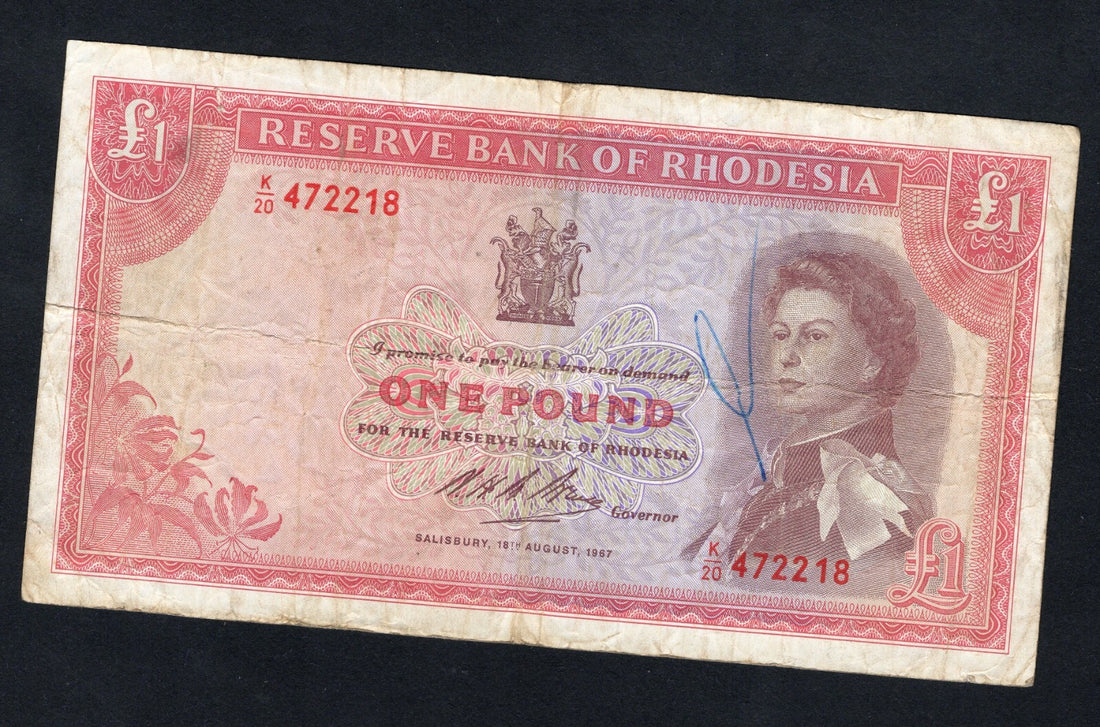 £1
RESERVE BANK OF RHODESIA
£1
K/20 472218
I promise to pay the bearer on demand
ONE POUND
FOR THE RESERVE BANK OF RHODESIA
Governor
SALISBURY, 18TH AUGUST, 1967
K/20 472218
£1